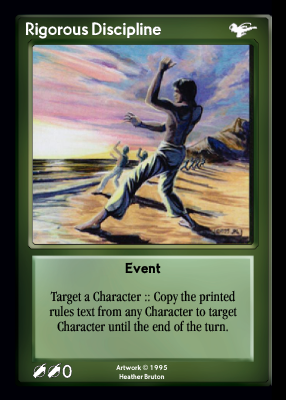 Rigorous Discipline
Event
Target a Character :: Copy the printed
rules text from any Character to target
Character until the end of the turn.
0
Artwork © 1995
Heather Bruton